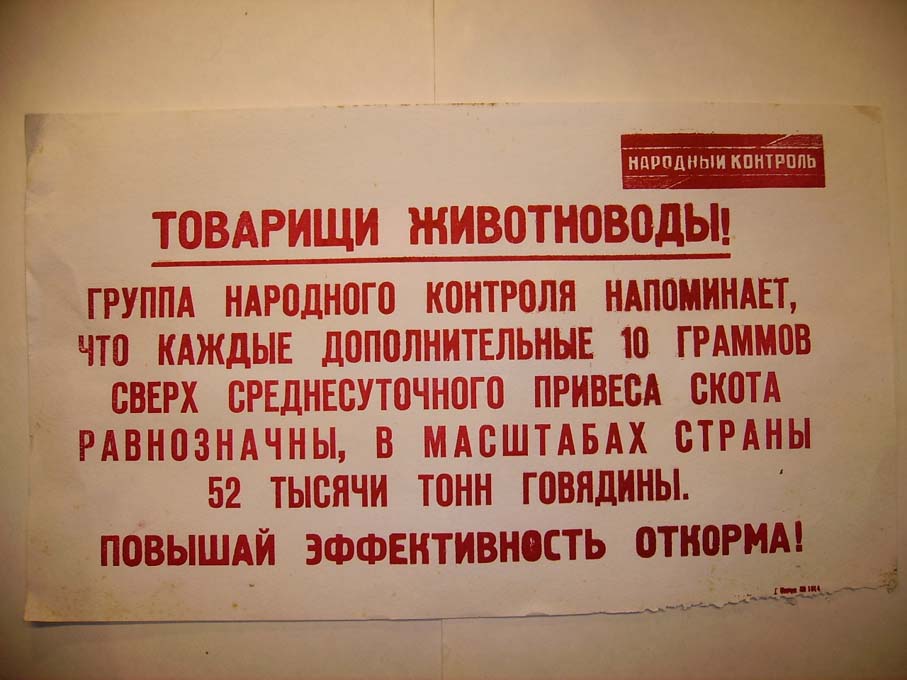 НАРОДНЫЙ КОНТРОЛЬ
ТОВАРИЩИ ЖИВОТНОВОДЫ!
ГРУППА НАРОДНОГО КОНТРОЛЯ НАПОМИНАЕТ,
ЧТО КАЖДЫЕ ДОПОЛНИТЕЛЬНЫЕ 10 ГРАММОВ
СВЕРХ СРЕДНЕСУТОЧНОГО ПРИВЕСА СКОТА
РАВНОЗНАЧНЫ, В МАСШТАБАХ СТРАНЫ
52 ТЫСЯЧИ ТОНН ГОВЯДИНЫ.
ПОВЫШАЙ ЭФФЕКТИВНОСТЬ ОТКОРМА!